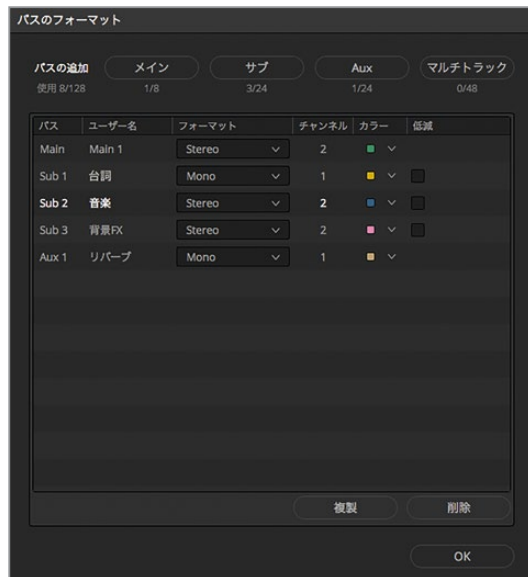 バスのフォーマット
バスの追加 メイン サブ Aux マルチトラック
使用 8/128 1/8 3/24 1/24 0/48
バス ユーザー名 フォーマット チャンネル カラー 低減
Main Main 1 Stereo 2
Sub 1 台詞 Mono 1
Sub 2 音楽 Stereo 2
Sub 3 背景FX Stereo 2
Aux 1 リバーブ Mono 1
複製 削除
OK